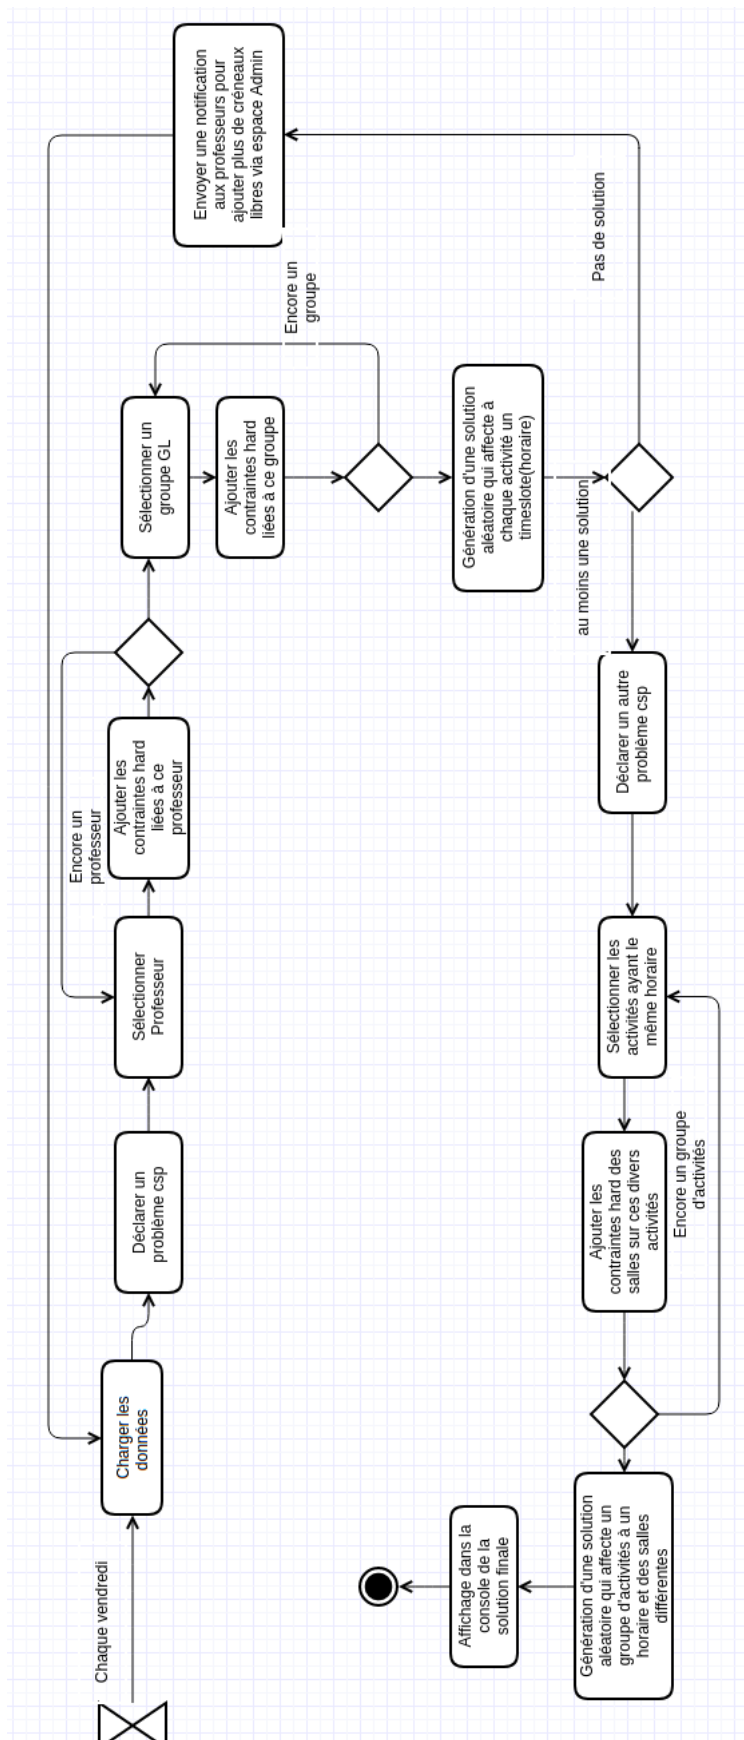 Chaque vendredi
Charger les
données
Déclarer un
problème csp
Sélectionner
Professeur
Encore un
professeur
Ajouter les
contraintes hard
liées à ce
professeur
Sélectionner un
groupe GL
Ajouter les
contraintes hard
liées à ce groupe
Encore un
groupe
Envoyer une notification
aux professeurs pour
ajouter plus de créneaux
libres via espace Admin
Génération d'une solution
aléatoire qui affecte à
chaque activité un
timeslote(horaire)
Pas de solution
au moins une solution
Déclarer un autre
problème csp
Sélectionner les
activités ayant le
même horaire
Ajouter les
contraintes hard des
salles sur ces divers
activités
Encore un groupe
d'activités
Génération d'une solution
aléatoire qui affecte un
groupe d'activités à un
horaire et des salles
différentes
Affichage dans la
console de la
solution finale